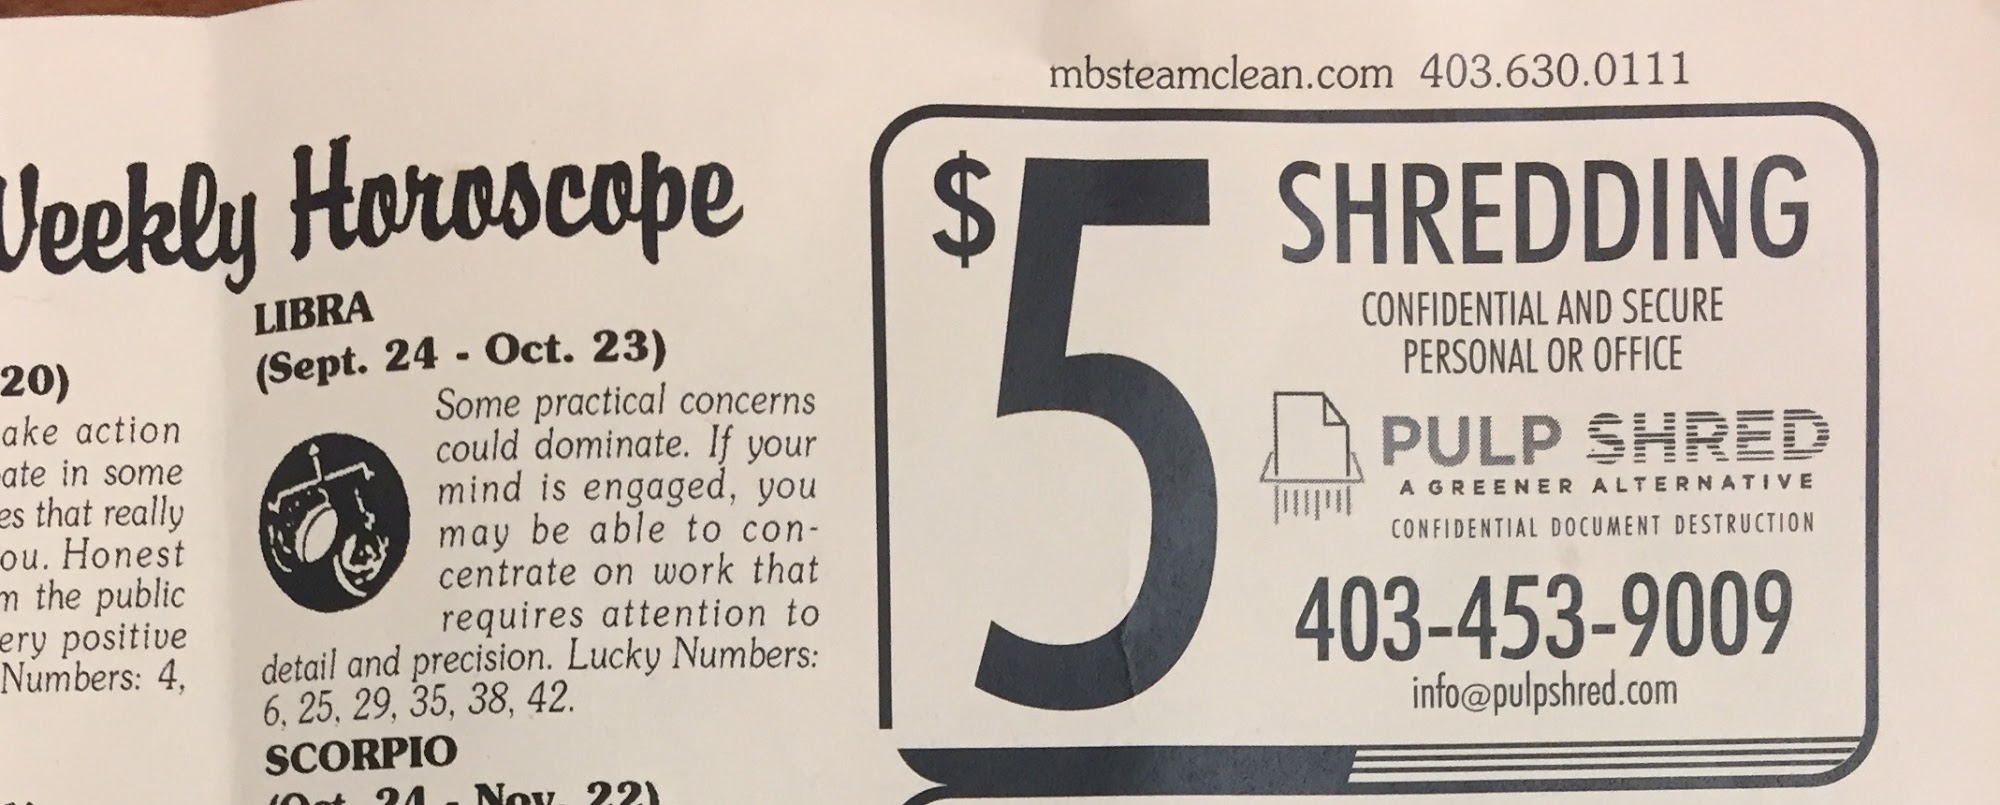 Weekly Horoscope
20)
ake action
ate in some
es that really
ou. Honest
m the public
ery positive
Numbers: 4,
LIBRA
(Sept. 24 - Oct. 23)
Some practical concerns
could dominate. If your
mind is engaged, you
may be able to con-
centrate on work that
requires attention to
detail and precision. Lucky Numbers:
6, 25, 29, 35, 38, 42.
SCORPIO
(Oct. 24 - Nov. 22)
mbsteamclean.com 403.630.0111
$5
SHREDDING
CONFIDENTIAL AND SECURE
PERSONAL OR OFFICE
PULP SHRED
A GREENER ALTERNATIVE
CONFIDENTIAL DOCUMENT DESTRUCTION
403-453-9009
info@pulpshred.com